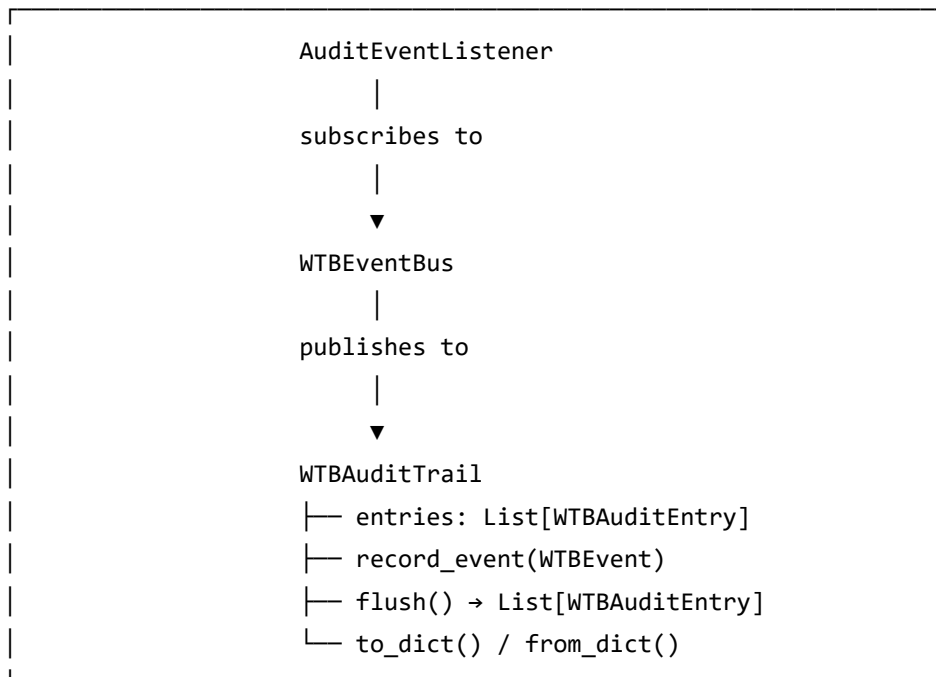 AuditEventListener
subscribes to
WTBEventBus
publishes to
WTBAuditTrail
├── entries: List[WTBAuditEntry]
├── record_event(WTBEvent)
├── flush() → List[WTBAuditEntry]
└── to_dict() / from_dict()